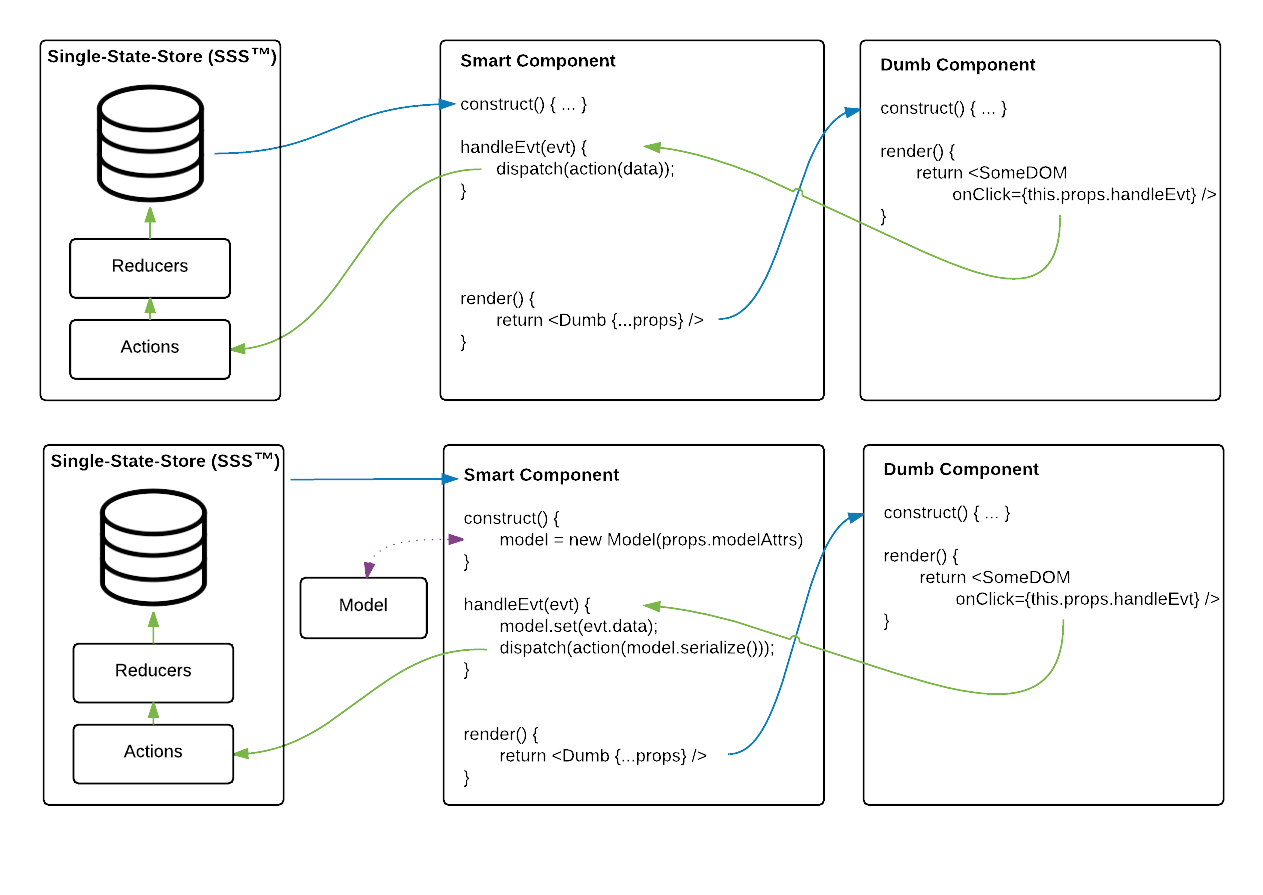 Single-State-Store (SSS™)
Reducers
Actions
Smart Component
construct() { ... }
handleEvt(evt) {
dispatch(action(data));
}
render() {
return <Dumb {...props} />
}
Dumb Component
construct() { ... }
render() {
return <SomeDOM
onClick={this.props.handleEvt} />
}
Single-State-Store (SSS™)
Reducers
Actions
Model
Smart Component
construct() {
model = new Model(props.modelAttrs)
}
handleEvt(evt) {
model.set(evt.data);
dispatch(action(model.serialize()));
}
render() {
return <Dumb {...props} />
}
Dumb Component
construct() { ... }
render() {
return <SomeDOM
onClick={this.props.handleEvt} />
}